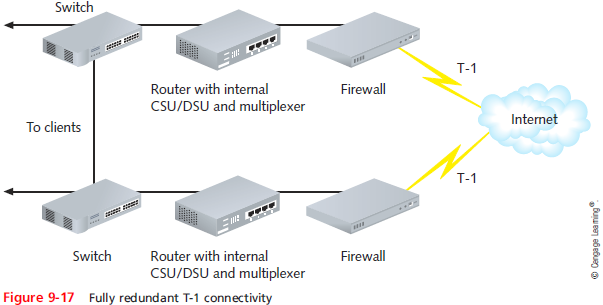 Switch
Router with internal
CSU/DSU and multiplexer
Firewall
T-1
To clients
Internet
T-1
Switch
Router with internal
CSU/DSU and multiplexer
Firewall
© Cengage Learning®.
Figure 9-17 Fully redundant T-1 connectivity